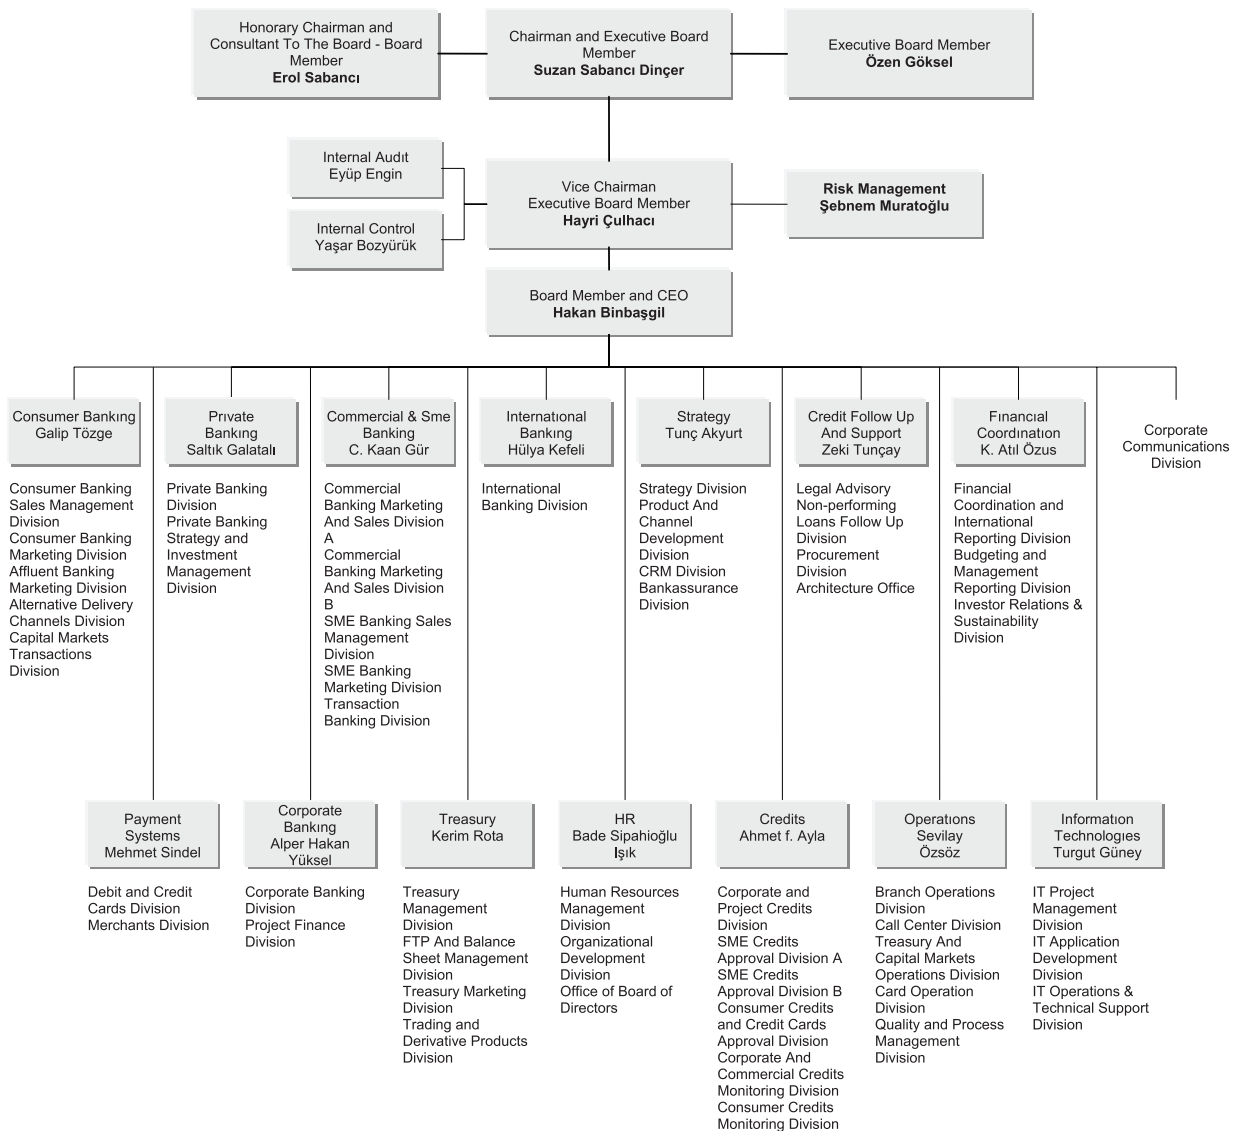 Honorary Chairman and
Consultant To The Board - Board
Member
Erol Sabancı
Chairman and Executive Board
Member
Suzan Sabancı Dinçer
Executive Board Member
Özen Göksel
Internal Audıt
Eyüp Engin
Internal Control
Yaşar Bozyürük
Vice Chairman
Executive Board Member
Hayri Çulhacı
Risk Management
Şebnem Muratoğlu
Board Member and CEO
Hakan Binbaşgil
Consumer Bankıng
Galip Tözge
Prıvate
Bankıng
Saltık Galatalı
Commercial & Sme
Banking
C. Kaan Gür
Internatıonal
Bankıng
Hülya Kefeli
Strategy
Tunç Akyurt
Credit Follow Up
And Support
Zeki Tunçay
Fınancıal
Coordınatıon
K. Atıl Özus
Corporate
Communications
Division
Consumer Banking
Sales Management
Division
Consumer Banking
Marketing Division
Affluent Banking
Marketing Division
Alternative Delivery
Channels Division
Capital Markets
Transactions
Division
Private Banking
Division
Private Banking
Strategy and
Investment
Management
Division
Commercial
Banking Marketing
And Sales Division
A
Commercial
Banking Marketing
And Sales Division
B
SME Banking Sales
Management
Division
SME Banking
Marketing Division
Transaction
Banking Division
International
Banking Division
Strategy Division
Product And
Channel
Development
Division
CRM Division
Bankassurance
Division
Legal Advisory
Non-performing
Loans Follow Up
Division
Procurement
Division
Architecture Office
Financial
Coordination and
International
Reporting Division
Budgeting and
Management
Reporting Division
Investor Relations &
Sustainability
Division
Payment
Systems
Mehmet Sindel
Corporate
Bankıng
Alper Hakan
Yüksel
Treasury
Kerim Rota
HR
Bade Sipahioğlu
Işık
Credits
Ahmet f. Ayla
Operatıons
Sevilay
Özsöz
Information
Technologıes
Turgut Güney
Debit and Credit
Cards Division
Merchants Division
Corporate Banking
Division
Project Finance
Division
Treasury
Management
Division
FTP And Balance
Sheet Management
Division
Treasury Marketing
Division
Trading and
Derivative Products
Division
Human Resources
Management
Division
Organizational
Development
Division
Office of Board of
Directors
Corporate and
Project Credits
Division
SME Credits
Approval Division A
SME Credits
Approval Division B
Consumer Credits
and Credit Cards
Approval Division
Corporate And
Commercial Credits
Monitoring Division
Consumer Credits
Monitoring Division
Branch Operations
Division
Call Center Division
Treasury And
Capital Markets
Operations Division
Card Operation
Division
Quality and Process
Management
Division
IT Project
Management
Division
IT Application
Development
Division
IT Operations &
Technical Support
Division